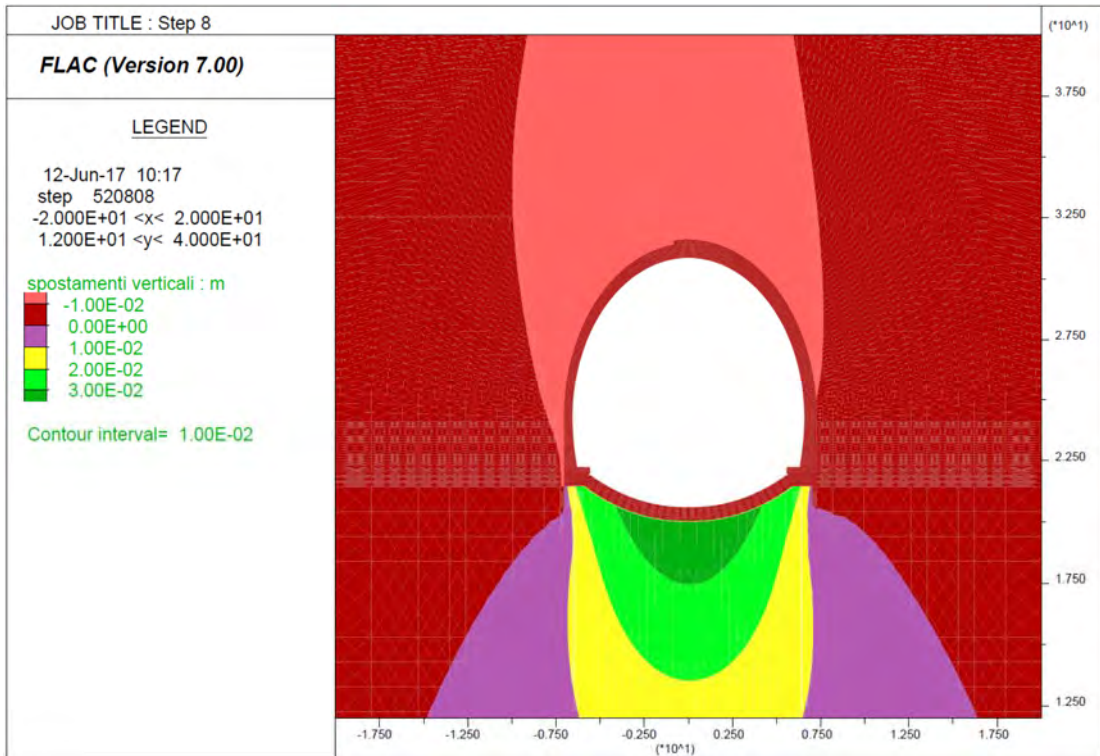 JOB TITLE : Step 8
FLAC (Version 7.00)
LEGEND
12-Jun-17 10:17
step 520808
-2.000E+01 <x< 2.000E+01
1.200E+01 <y< 4.000E+01
spostamenti verticali : m
-1.00E-02
0.00E+00
1.00E-02
2.00E-02
3.00E-02
Contour interval= 1.00E-02
(*10^1)
3.750
3.250
2.750
2.250
1.750
1.250
-1.750 -1.250 -0.750 -0.250 0.250 0.750 1.250 1.750
(*10^1)